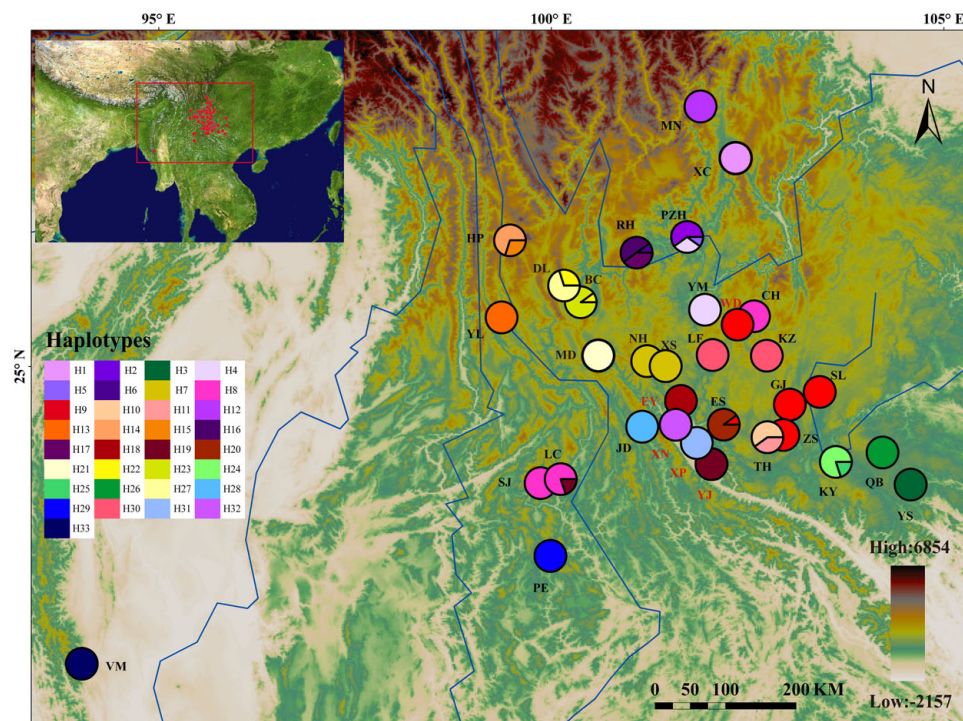 95° E 100° E 105° E
N
MN
XC
PZH
RH
HP
DL
BC
YM
WD
CH
YL
MD
NH
XS
LF
KZ
25° N
25° N
Haplotypes
H1 H2 H3 H4
H5 H6 H7 H8
H9 H10 H11 H12
H13 H14 H15 H16
H17 H18 H19 H20
H21 H22 H23 H24
H25 H26 H27 H28
H29 H30 H31 H32
H33
GJ
SL
EY
ES
JD
XN
XP
YJ
TH
ZS
KY
QB
YS
LC
SJ
PE
VM
High:6854
Low:-2157
0 50 100 200 KM